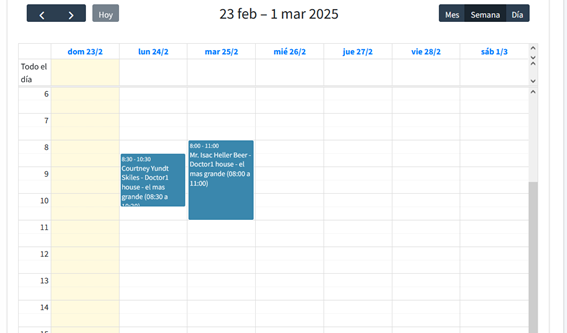 Hoy
23 feb – 1 mar 2025
Mes Semana Día
dom 23/2 lun 24/2 mar 25/2 mié 26/2 jue 27/2 vie 28/2 sáb 1/3
Todo el
día
6
7
8
9
10
11
12
13
14
8:30 - 10:30
Courtney Yundt
Skiles - Doctor1
house - el mas
grande (08:30 a
10:30)
8:00 - 11:00
Mr. Isac Heller Beer -
Doctor1 house - el
mas grande (08:00 a
11:00)